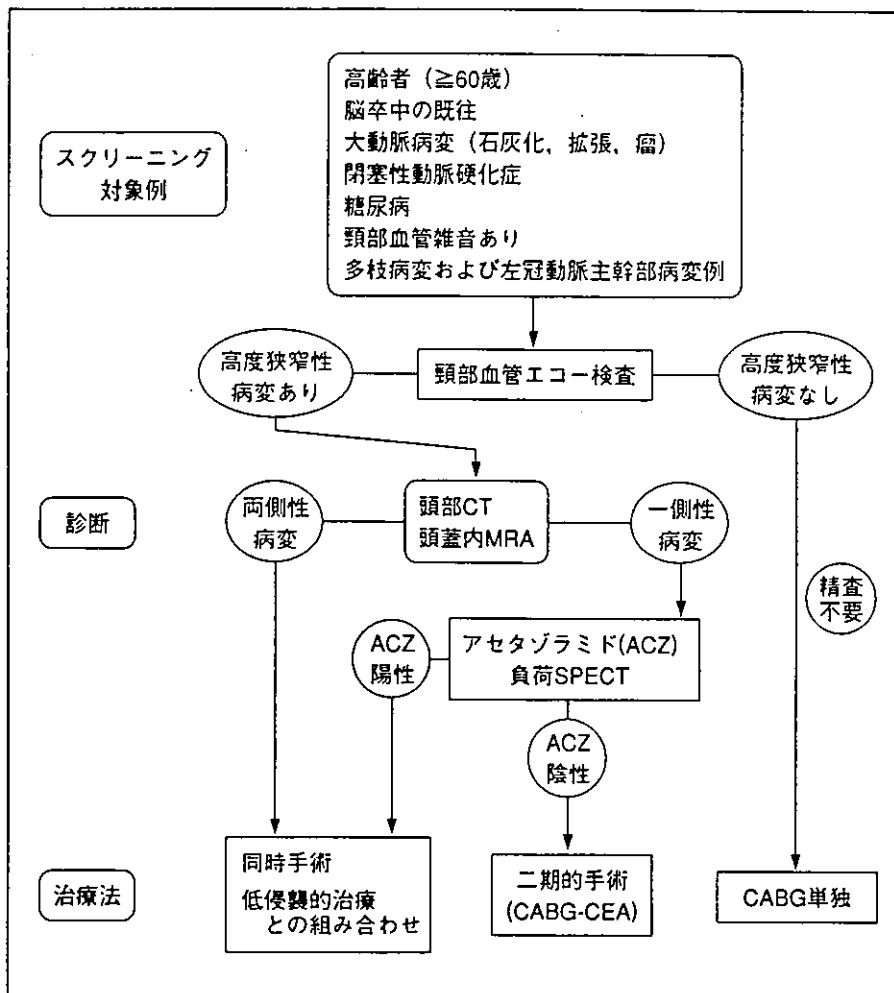 高齢者（≧60歳）
脳卒中の既往
大動脈病変（石灰化，拡張，瘤）
閉塞性動脈硬化症
糖尿病
頸部血管雑音あり
多枝病変および左冠動脈主幹部病変例
スクリーニング
対象例
高度狭窄性
病変あり
頸部血管エコー検査
高度狭窄性
病変なし
診断
両側性
病変
頭部CT
頭蓋内MRA
一側性
病変
精査
不要
ACZ
陽性
アセタゾラミド(ACZ)
負荷SPECT
ACZ
陰性
治療法
同時手術
低侵襲的治療
との組み合わせ
二期的手術
(CABG-CEA)
CABG単独